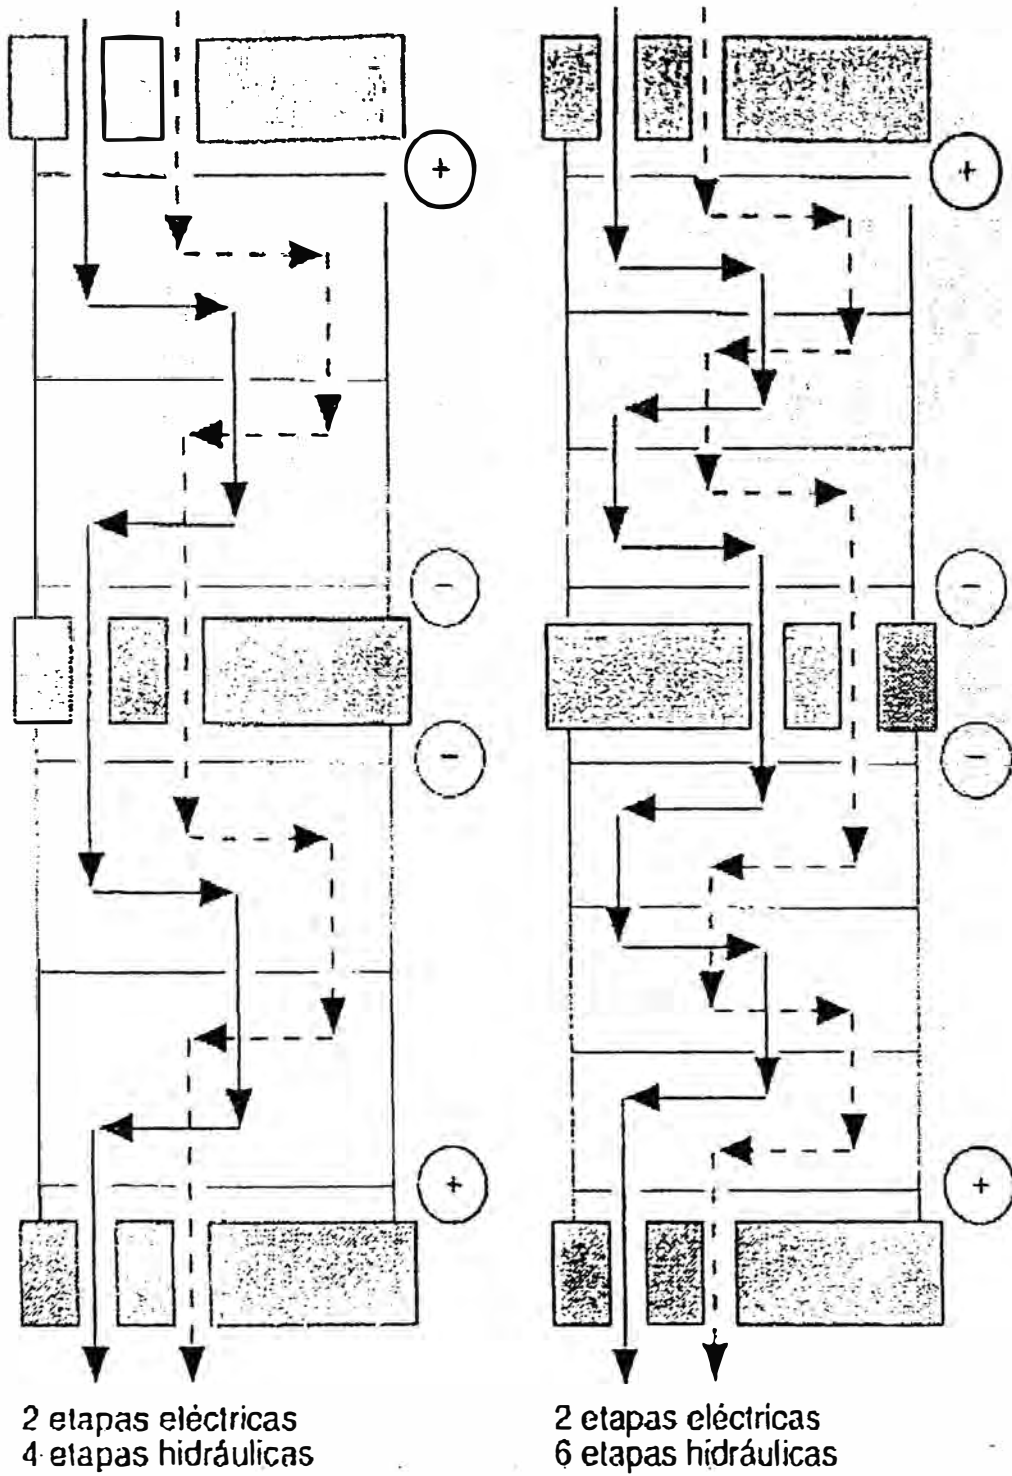 +
+
−
−
−
−
+
+
2 etapas eléctricas
4 etapas hidráulicas
2 etapas eléctricas
6 etapas hidráulicas